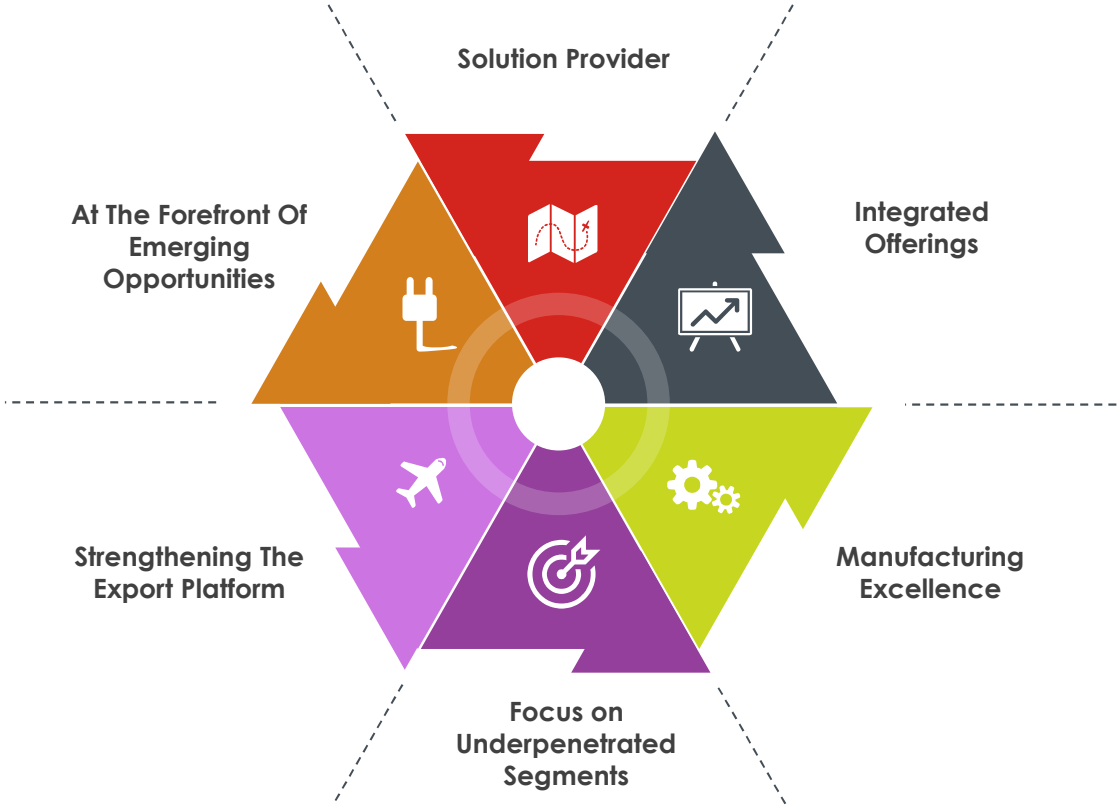 Solution Provider
At The Forefront Of
Emerging
Opportunities
Integrated
Offerings
Strengthening The
Export Platform
Manufacturing
Excellence
Focus on
Underpenetrated
Segments